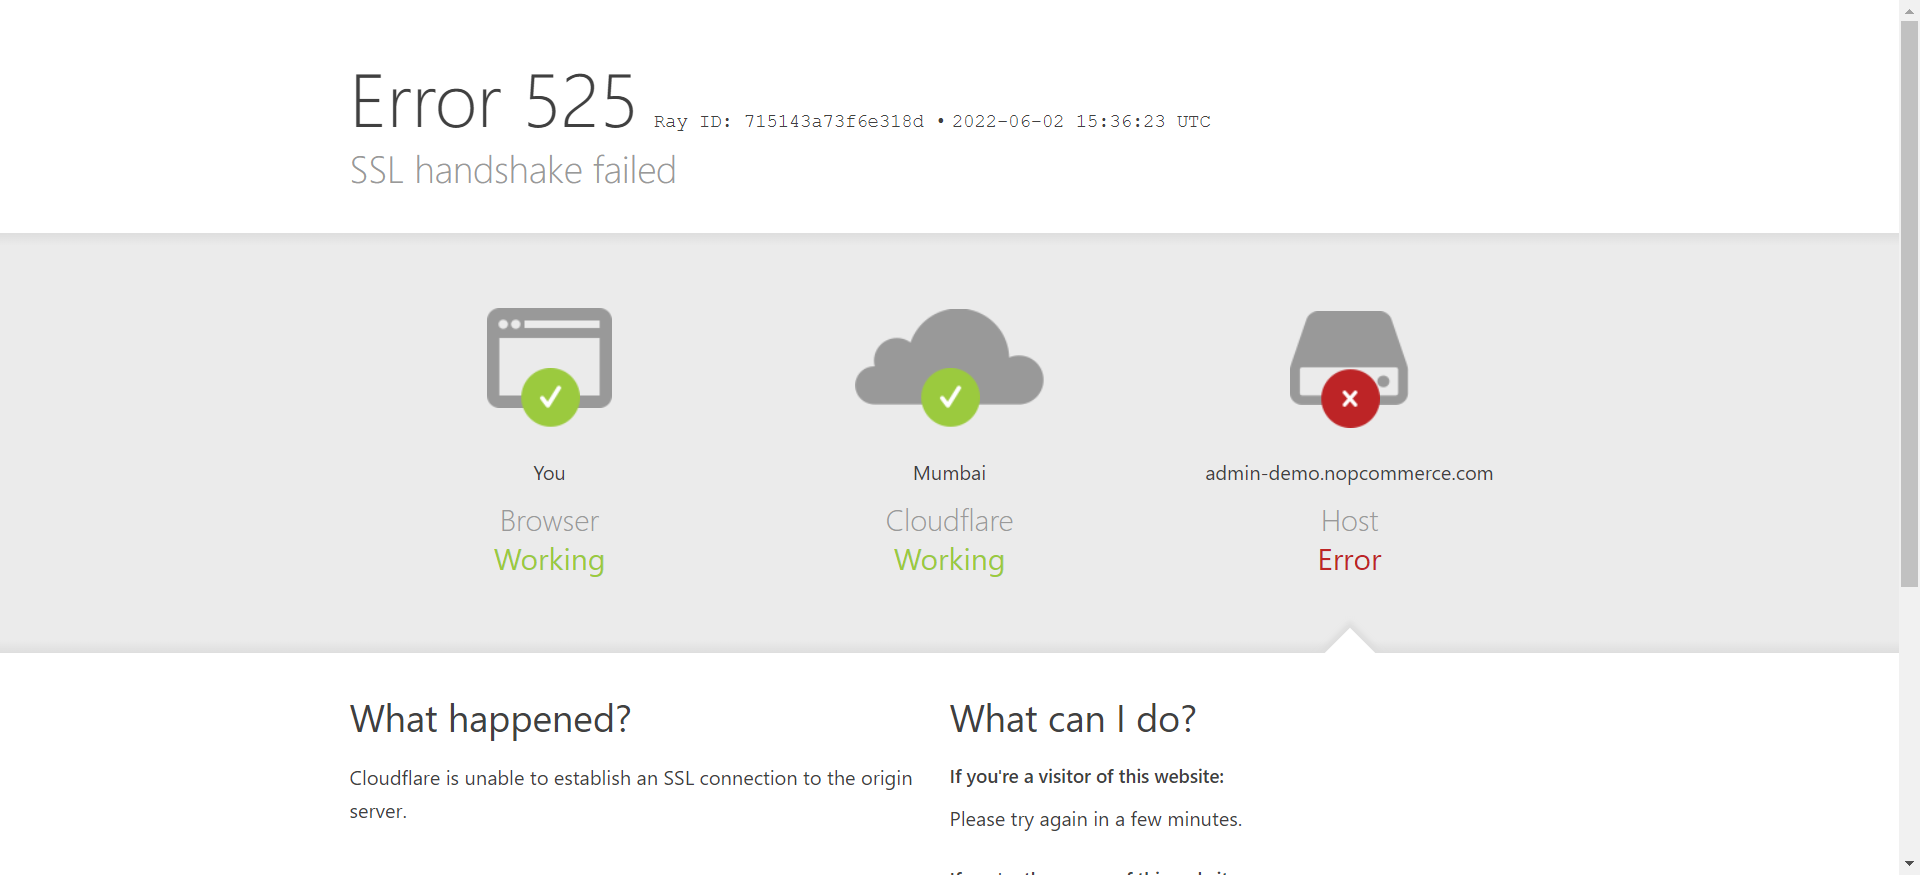 Error 525 Ray ID: 715143a73f6e318d • 2022-06-02 15:36:23 UTC
SSL handshake failed
You
Browser
Working
Mumbai
Cloudflare
Working
admin-demo.nopcommerce.com
Host
Error
What happened?
Cloudflare is unable to establish an SSL connection to the origin
server.
What can I do?
If you're a visitor of this website:
Please try again in a few minutes.